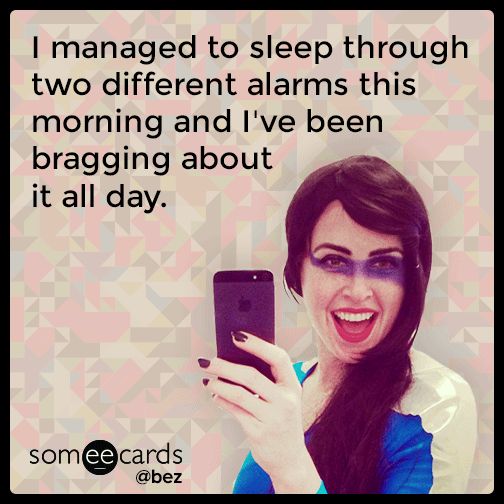 I managed to sleep through
two different alarms this
morning and I've been
bragging about
it all day.
someecards
@bez